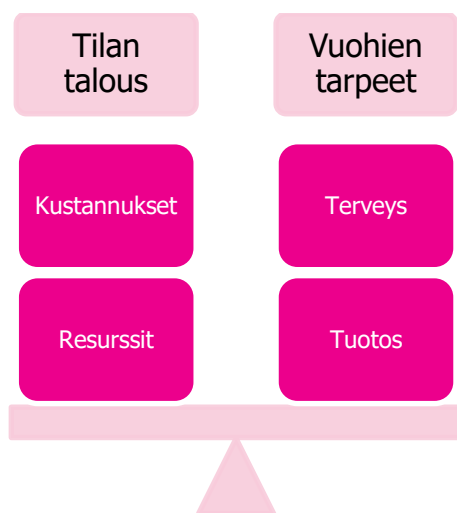 Tilan
talous
Vuohien
tarpeet
Kustannukset
Terveys
Resurssit
Tuotos